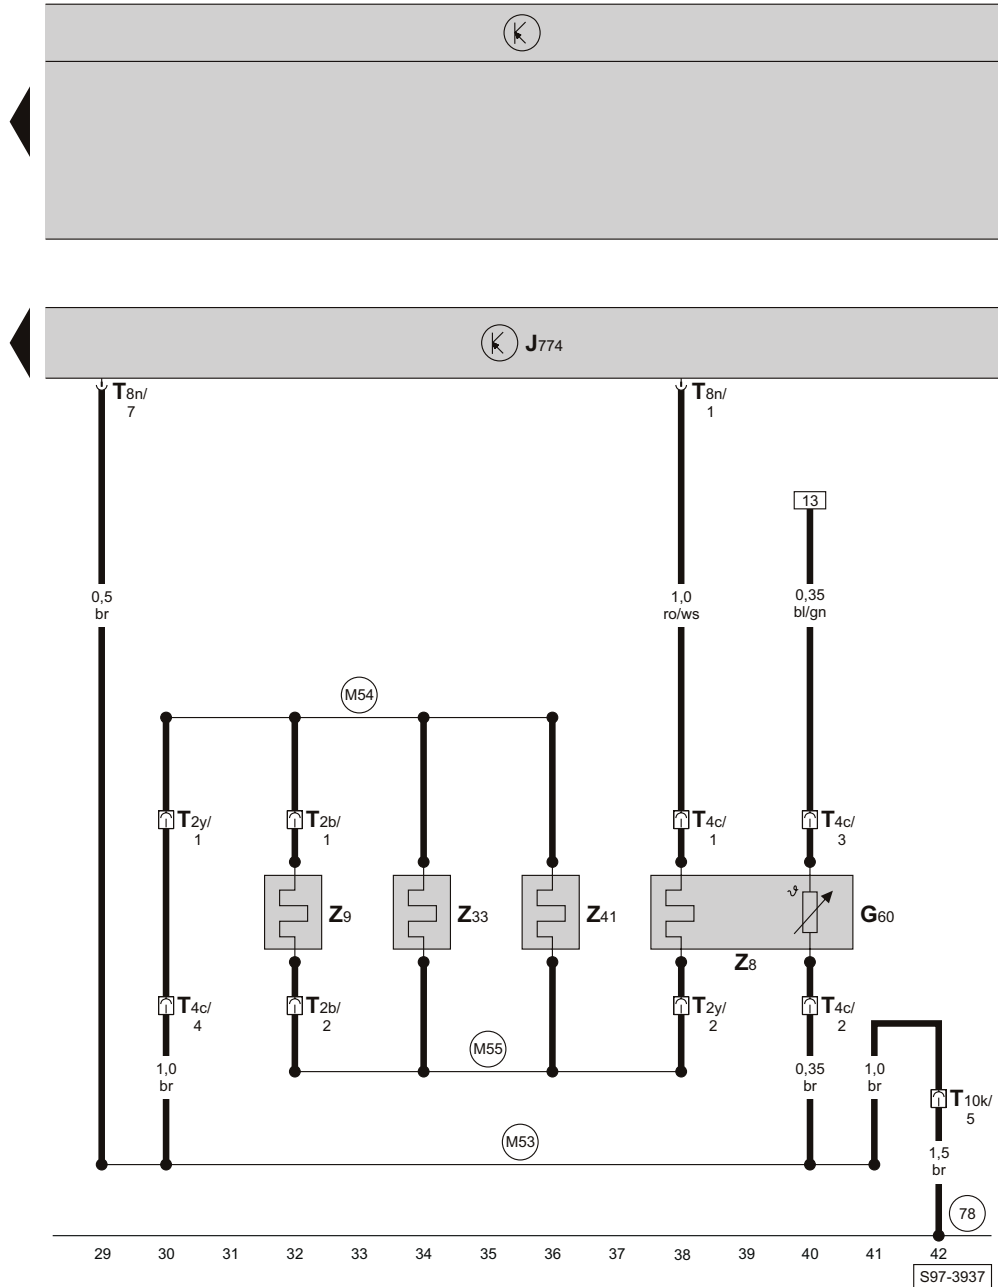 J774
T8n/
7
T8n/
1
13
0,5
br
1,0
ro/ws
0,35
bl/gn
M54
T2y/
1
T2b/
1
T4c/
1
T4c/
3
ϑ
Z9
Z33
Z41
G60
Z8
T4c/
4
T2b/
2
T2y/
2
T4c/
2
M55
1,0
br
0,35
br
1,0
br
T10k/
5
M53
1,5
br
78
29 30 31 32 33 34 35 36 37 38 39 40 41 42
S97-3937